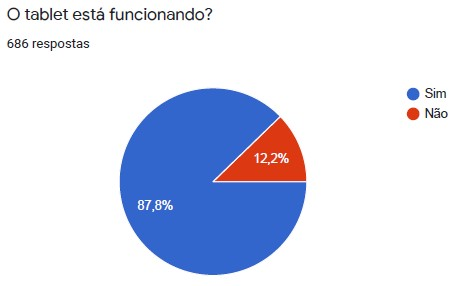 O tablet está funcionando?
686 respostas
Sim
Não
12,2%
87,8%